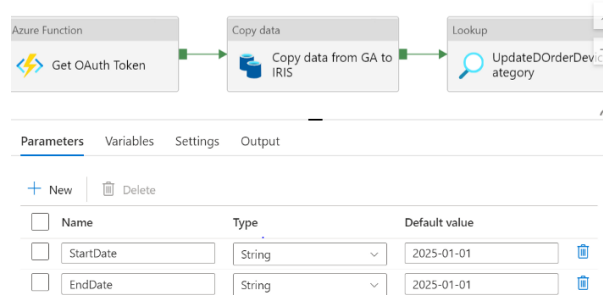 Azure Function
Copy data
Lookup
Get OAuth Token
Copy data from GA to
IRIS
UpdateDOrderDevic
ategory
Parameters Variables Settings Output
New Delete
Name Type Default value
StartDate String 2025-01-01
EndDate String 2025-01-01